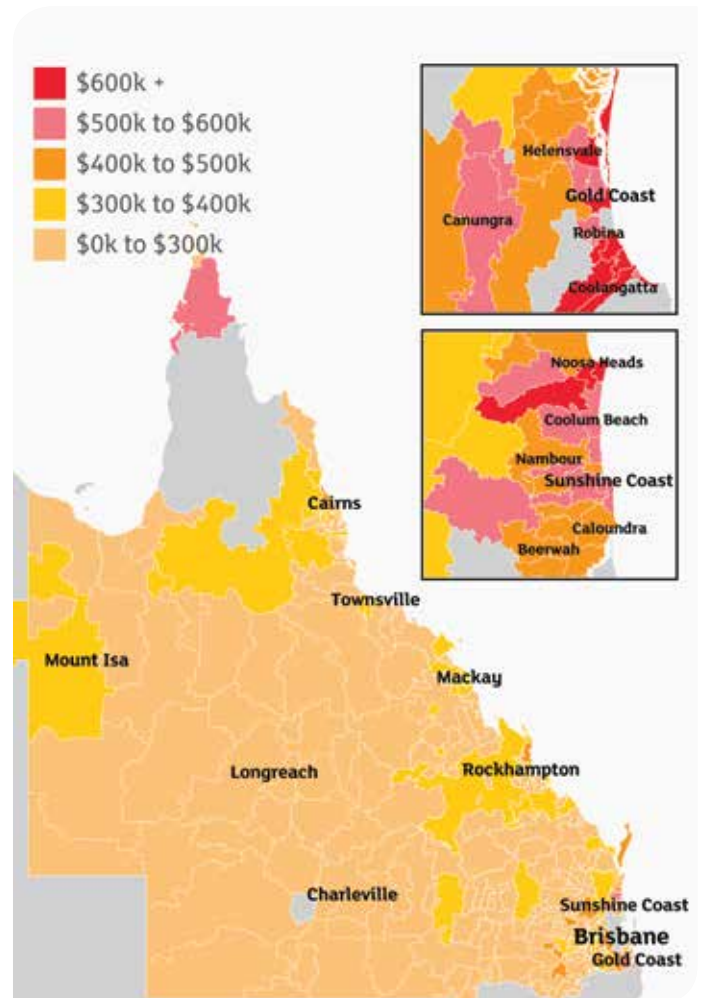 $600k +
$500k to $600k
$400k to $500k
$300k to $400k
$0k to $300k
Helensvale
Gold Coast
Canungra
Robina
Coolangatta
Noosa Heads
Coolum Beach
Nambour
Sunshine Coast
Caloundra
Beerwah
Cairns
Townsville
Mount Isa
Mackay
Longreach
Rockhampton
Charleville
Sunshine Coast
Brisbane
Gold Coast